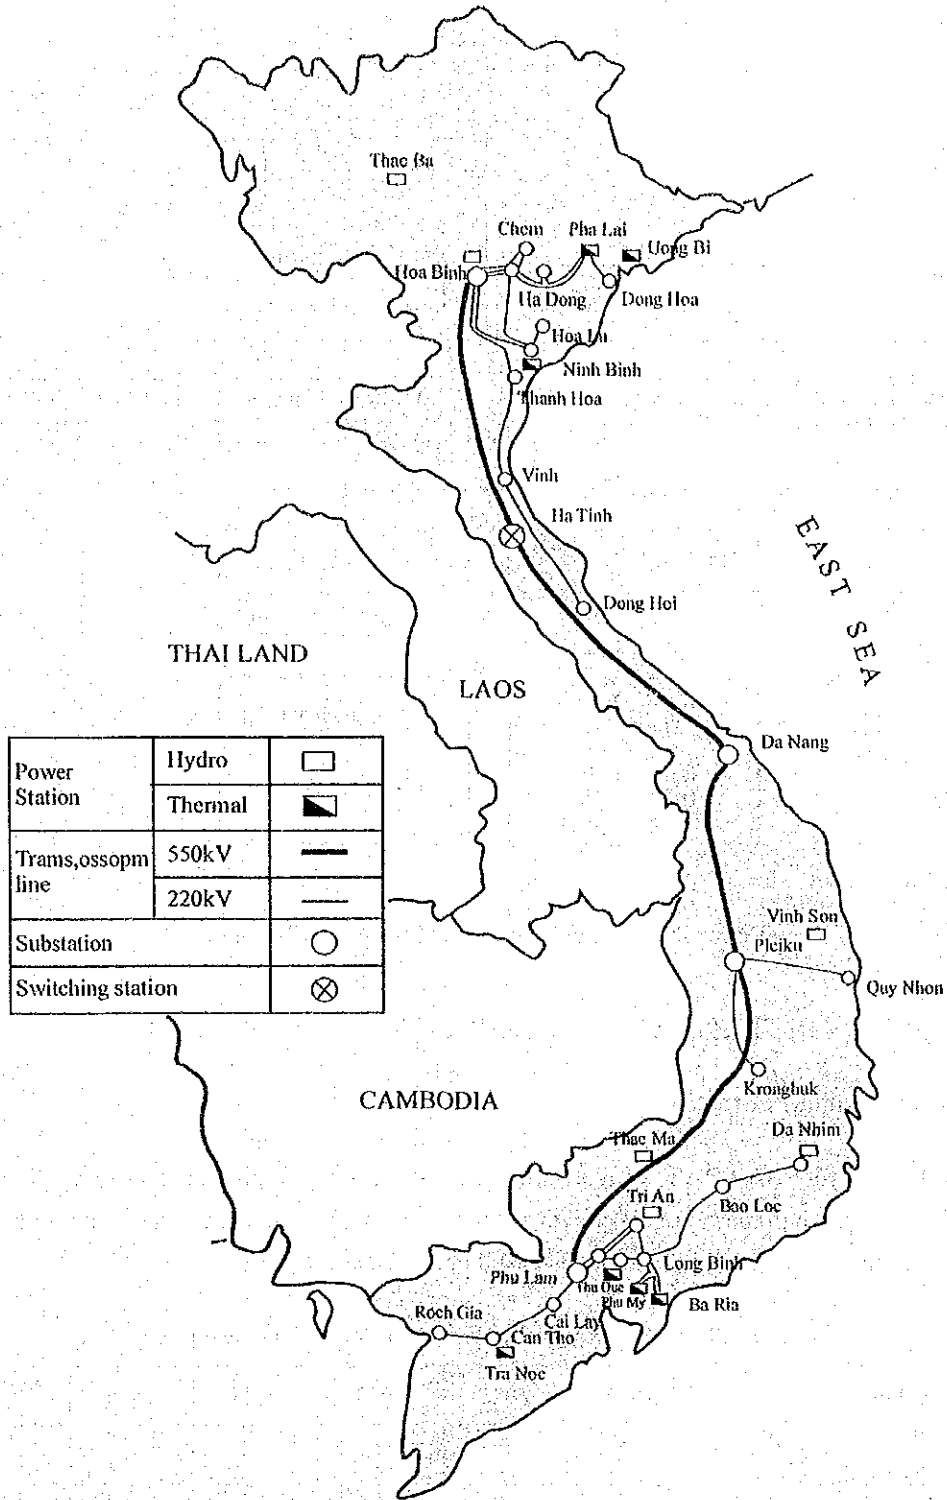 Thac Ba
Chem
Pha Lai
Uong Bi
Hoa Binh
Ha Dong
Dong Hoa
Hoa Lu
Ninh Binh
Thanh Hoa
Vinh
Ha Tinh
EAST SEA
Dong Hoi
THAI LAND
LAOS
Da Nang
Power
Station
Hydro
Thermal
Trams,ossopm
line
550kV
220kV
Substation
Switching station
Vinh Son
Pleiku
Quy Nhon
Kronghuk
CAMBODIA
Da Nhim
Thac Ma
Tri An
Bao Loc
Long Binh
Phu Lam
Thu Duc
Phu My
Ba Ria
Roch Gia
Cai Lay
Can Tho
Tra Noc